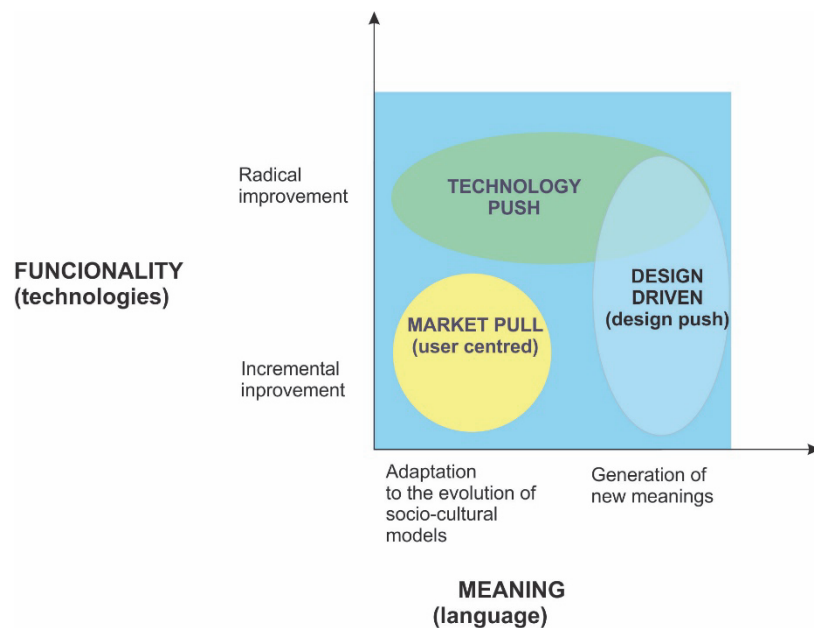 Radical
improvement
TECHNOLOGY
PUSH
FUNCIONALITY
(technologies)
DESIGN
DRIVEN
(design push)
MARKET PULL
(user centred)
Incremental
inprovement
Adaptation
to the evolution of
socio-cultural
models
Generation of
new meanings
MEANING
(language)